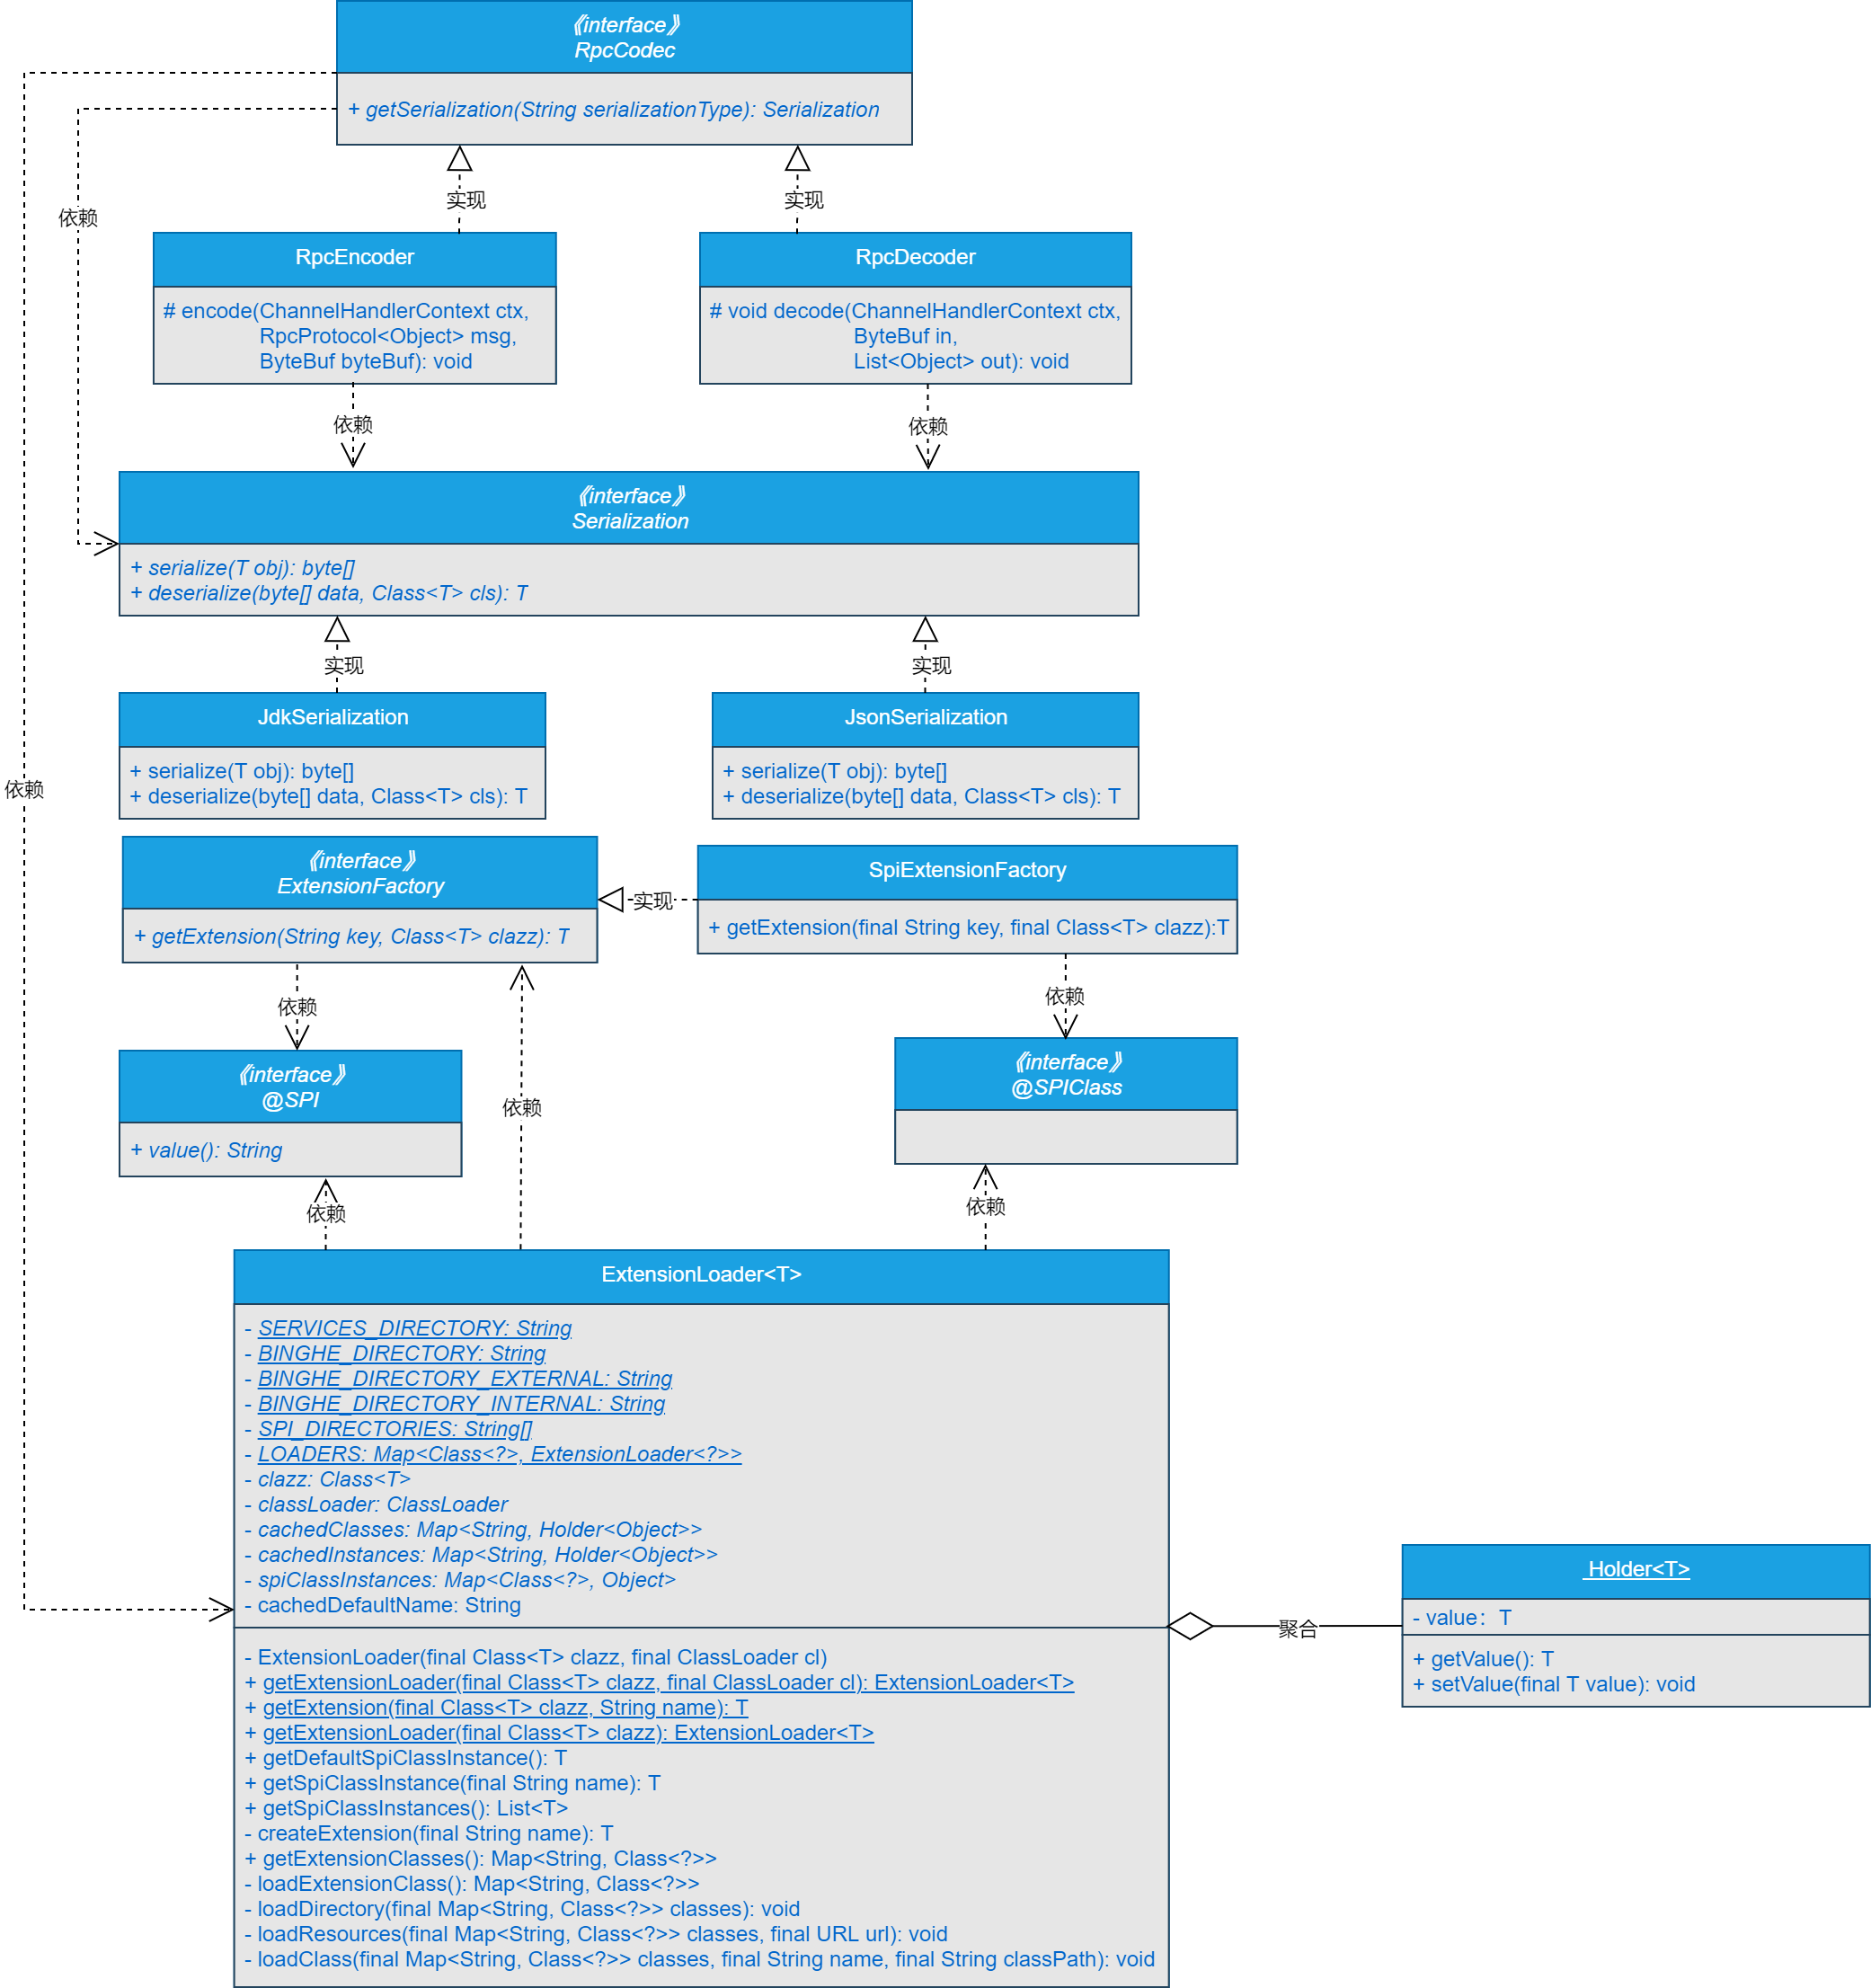 《interface》
RpcCodec
+ getSerialization(String serializationType): Serialization
实现
实现
依赖
RpcEncoder
# encode(ChannelHandlerContext ctx,
RpcProtocol<Object> msg,
ByteBuf byteBuf): void
RpcDecoder
# void decode(ChannelHandlerContext ctx,
ByteBuf in,
List<Object> out): void
依赖
依赖
《interface》
Serialization
+ serialize(T obj): byte[]
+ deserialize(byte[] data, Class<T> cls): T
实现
实现
JdkSerialization
+ serialize(T obj): byte[]
+ deserialize(byte[] data, Class<T> cls): T
JsonSerialization
+ serialize(T obj): byte[]
+ deserialize(byte[] data, Class<T> cls): T
依赖
《interface》
ExtensionFactory
+ getExtension(String key, Class<T> clazz): T
实现
SpiExtensionFactory
+ getExtension(final String key, final Class<T> clazz):T
依赖
依赖
《interface》
@SPI
+ value(): String
依赖
《interface》
@SPIClass
依赖
依赖
ExtensionLoader<T>
- SERVICES_DIRECTORY: String
- BINGHE_DIRECTORY: String
- BINGHE_DIRECTORY_EXTERNAL: String
- BINGHE_DIRECTORY_INTERNAL: String
- SPI_DIRECTORIES: String[]
- LOADERS: Map<Class<?>, ExtensionLoader<?>>
- clazz: Class<T>
- classLoader: ClassLoader
- cachedClasses: Map<String, Holder<Object>>
- cachedInstances: Map<String, Holder<Object>>
- spiClassInstances: Map<Class<?>, Object>
- cachedDefaultName: String
- ExtensionLoader(final Class<T> clazz, final ClassLoader cl)
+ getExtensionLoader(final Class<T> clazz, final ClassLoader cl): ExtensionLoader<T>
+ getExtension(final Class<T> clazz, String name): T
+ getExtensionLoader(final Class<T> clazz): ExtensionLoader<T>
+ getDefaultSpiClassInstance(): T
+ getSpiClassInstance(final String name): T
+ getSpiClassInstances(): List<T>
- createExtension(final String name): T
+ getExtensionClasses(): Map<String, Class<?>>
- loadExtensionClass(): Map<String, Class<?>>
- loadDirectory(final Map<String, Class<?>> classes): void
- loadResources(final Map<String, Class<?>> classes, final URL url): void
- loadClass(final Map<String, Class<?>> classes, final String name, final String classPath): void
聚合
Holder<T>
- value：T
+ getValue(): T
+ setValue(final T value): void